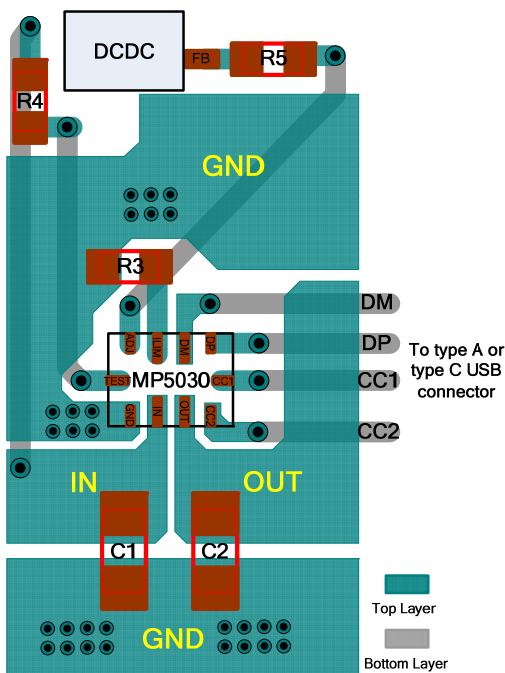 DCDC
FB
R5
R4
GND
R3
DM
ADJ
ILIM
DM
DP
DP
To type A or
type C USB
connector
TEST
MP5030
CC1
CC1
GND
IN
OUT
CC2
CC2
IN
OUT
C1
C2
GND
Top Layer
Bottom Layer